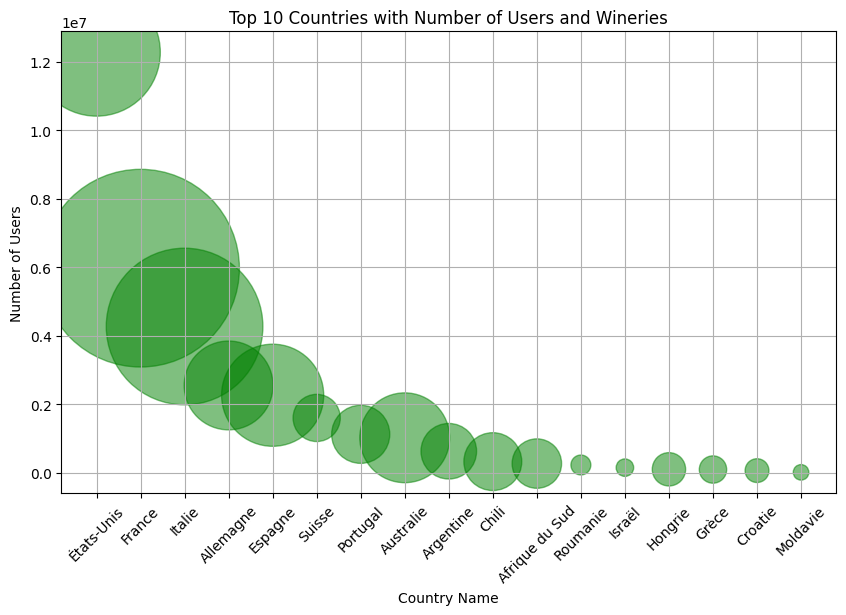 Top 10 Countries with Number of Users and Wineries
1e7
1.2
1.0
0.8
0.6
0.4
0.2
0.0
Number of Users
États-Unis
France
Italie
Allemagne
Espagne
Suisse
Portugal
Australie
Argentine
Chili
Afrique du Sud
Roumanie
Israël
Hongrie
Grèce
Croatie
Moldavie
Country Name